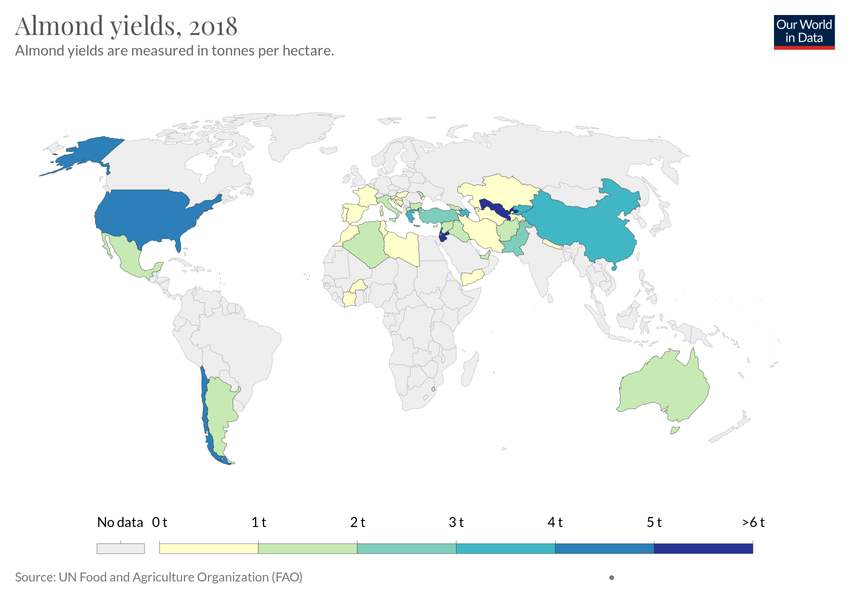 Almond yields, 2018
Almond yields are measured in tonnes per hectare.
Our World
in Data
No data
0 t
1 t
2 t
3 t
4 t
5 t
>6 t
Source: UN Food and Agriculture Organization (FAO)